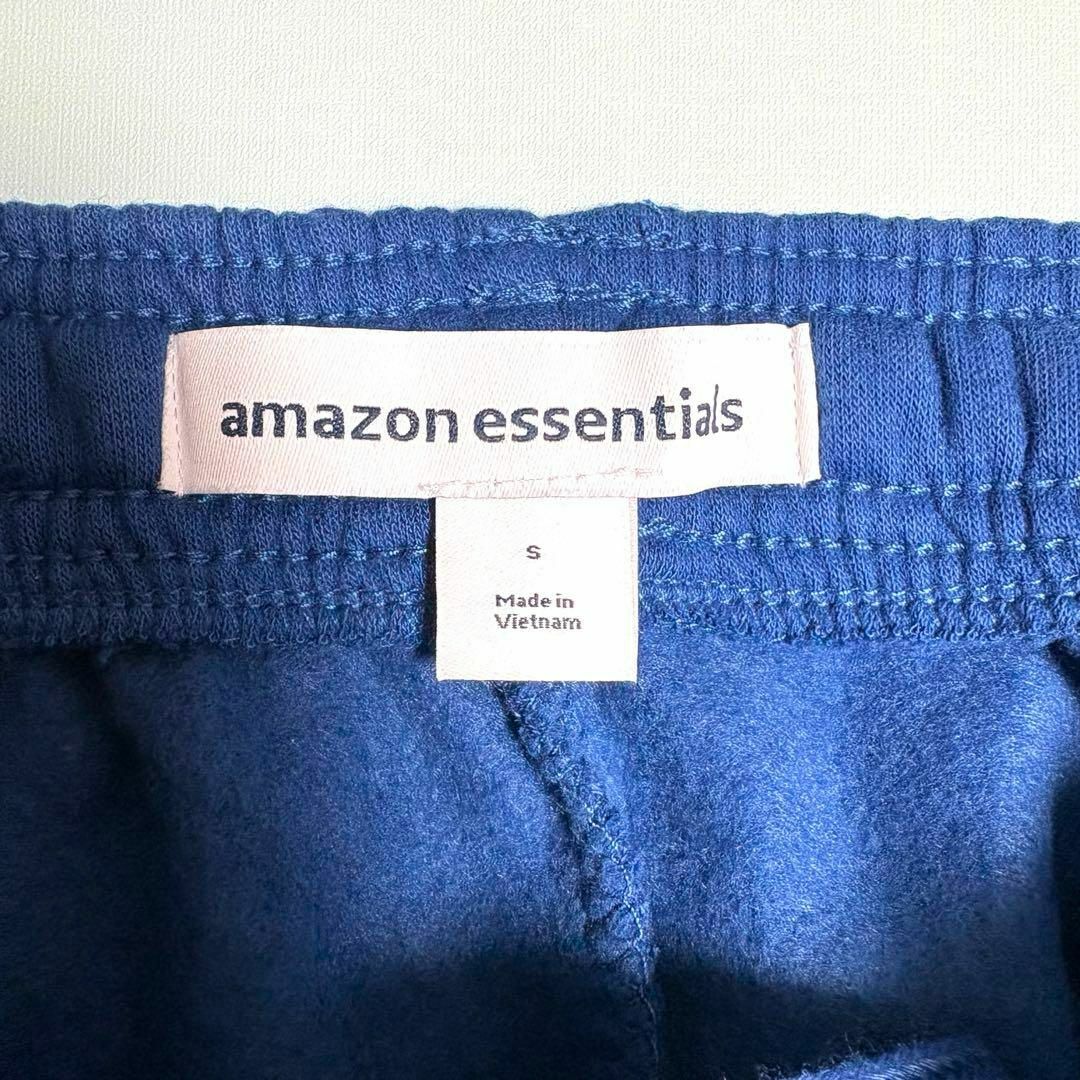 amazon essentials
S
Made in
Vietnam